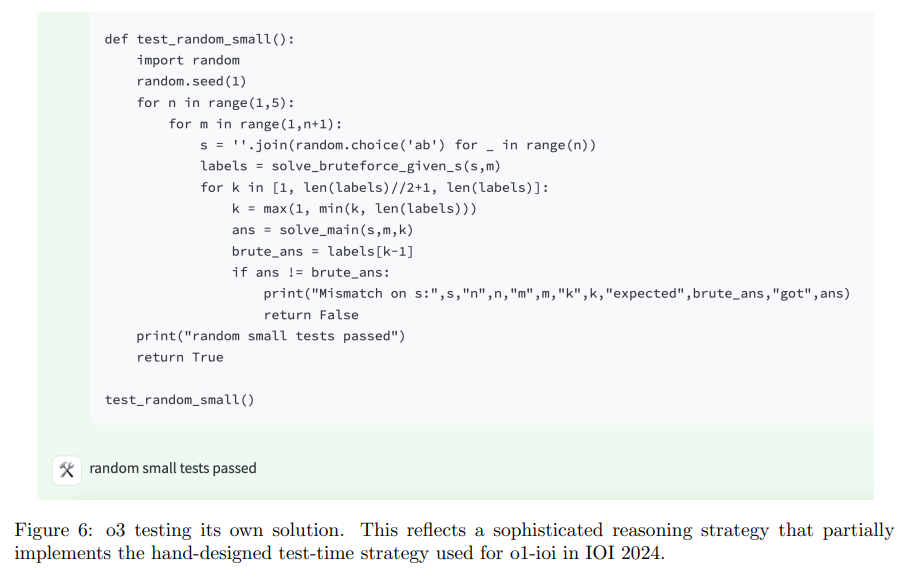 def test_random_small():
    import random
    random.seed(1)
    for n in range(1,5):
        for m in range(1,n+1):
            s = ''.join(random.choice('ab') for _ in range(n))
            labels = solve_bruteforce_given_s(s,m)
            for k in [1, len(labels)//2+1, len(labels)]:
                k = max(1, min(k, len(labels)))
                ans = solve_main(s,m,k)
                brute_ans = labels[k-1]
                if ans != brute_ans:
                    print("Mismatch on s:",s,"n",n,"m",m,"k",k,"expected",brute_ans,"got",ans)
                    return False
    print("random small tests passed")
    return True
test_random_small()
random small tests passed
Figure 6: o3 testing its own solution. This reflects a sophisticated reasoning strategy that partially
implements the hand-designed test-time strategy used for o1-ioi in IOI 2024.